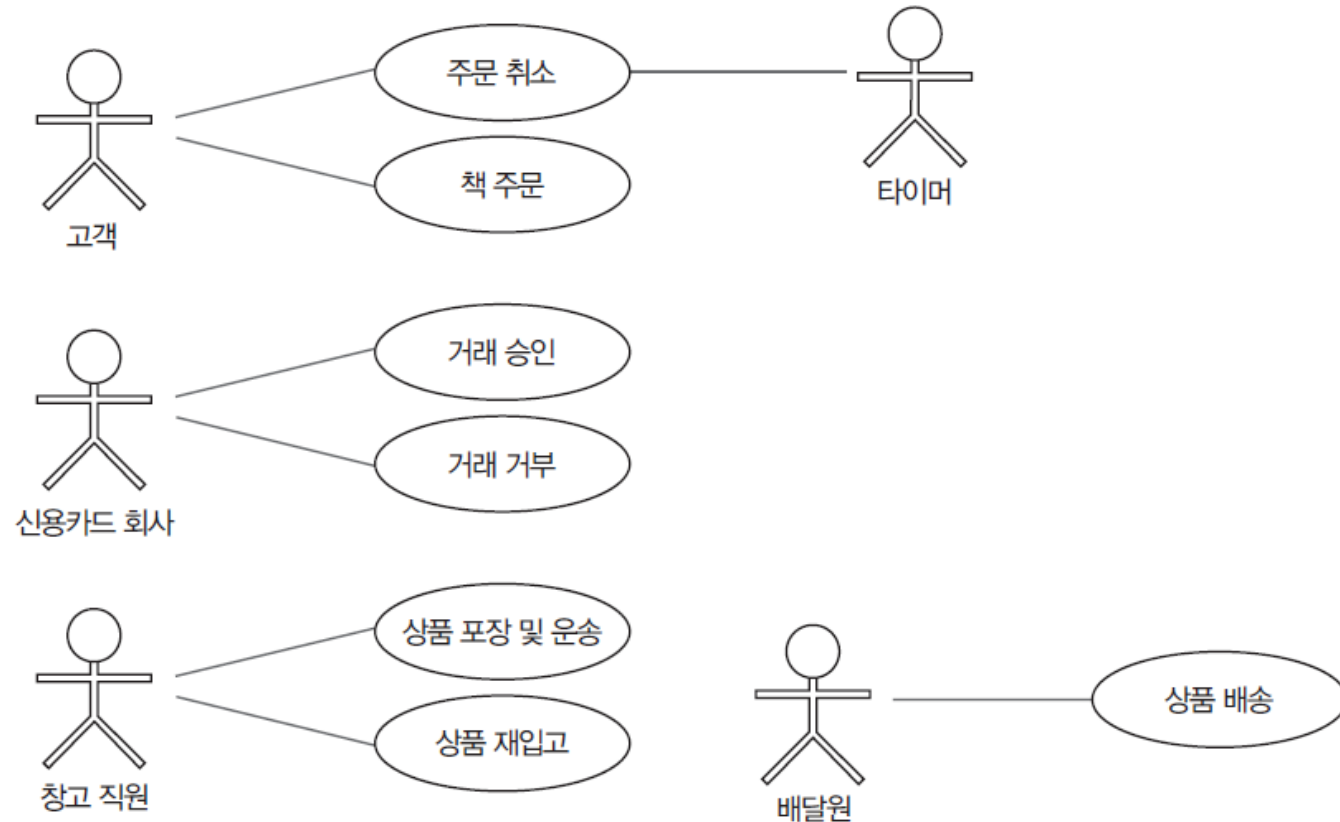 주문 취소
책 주문
고객
타이머
거래 승인
거래 거부
신용카드 회사
상품 포장 및 운송
상품 재입고
창고 직원
상품 배송
배달원